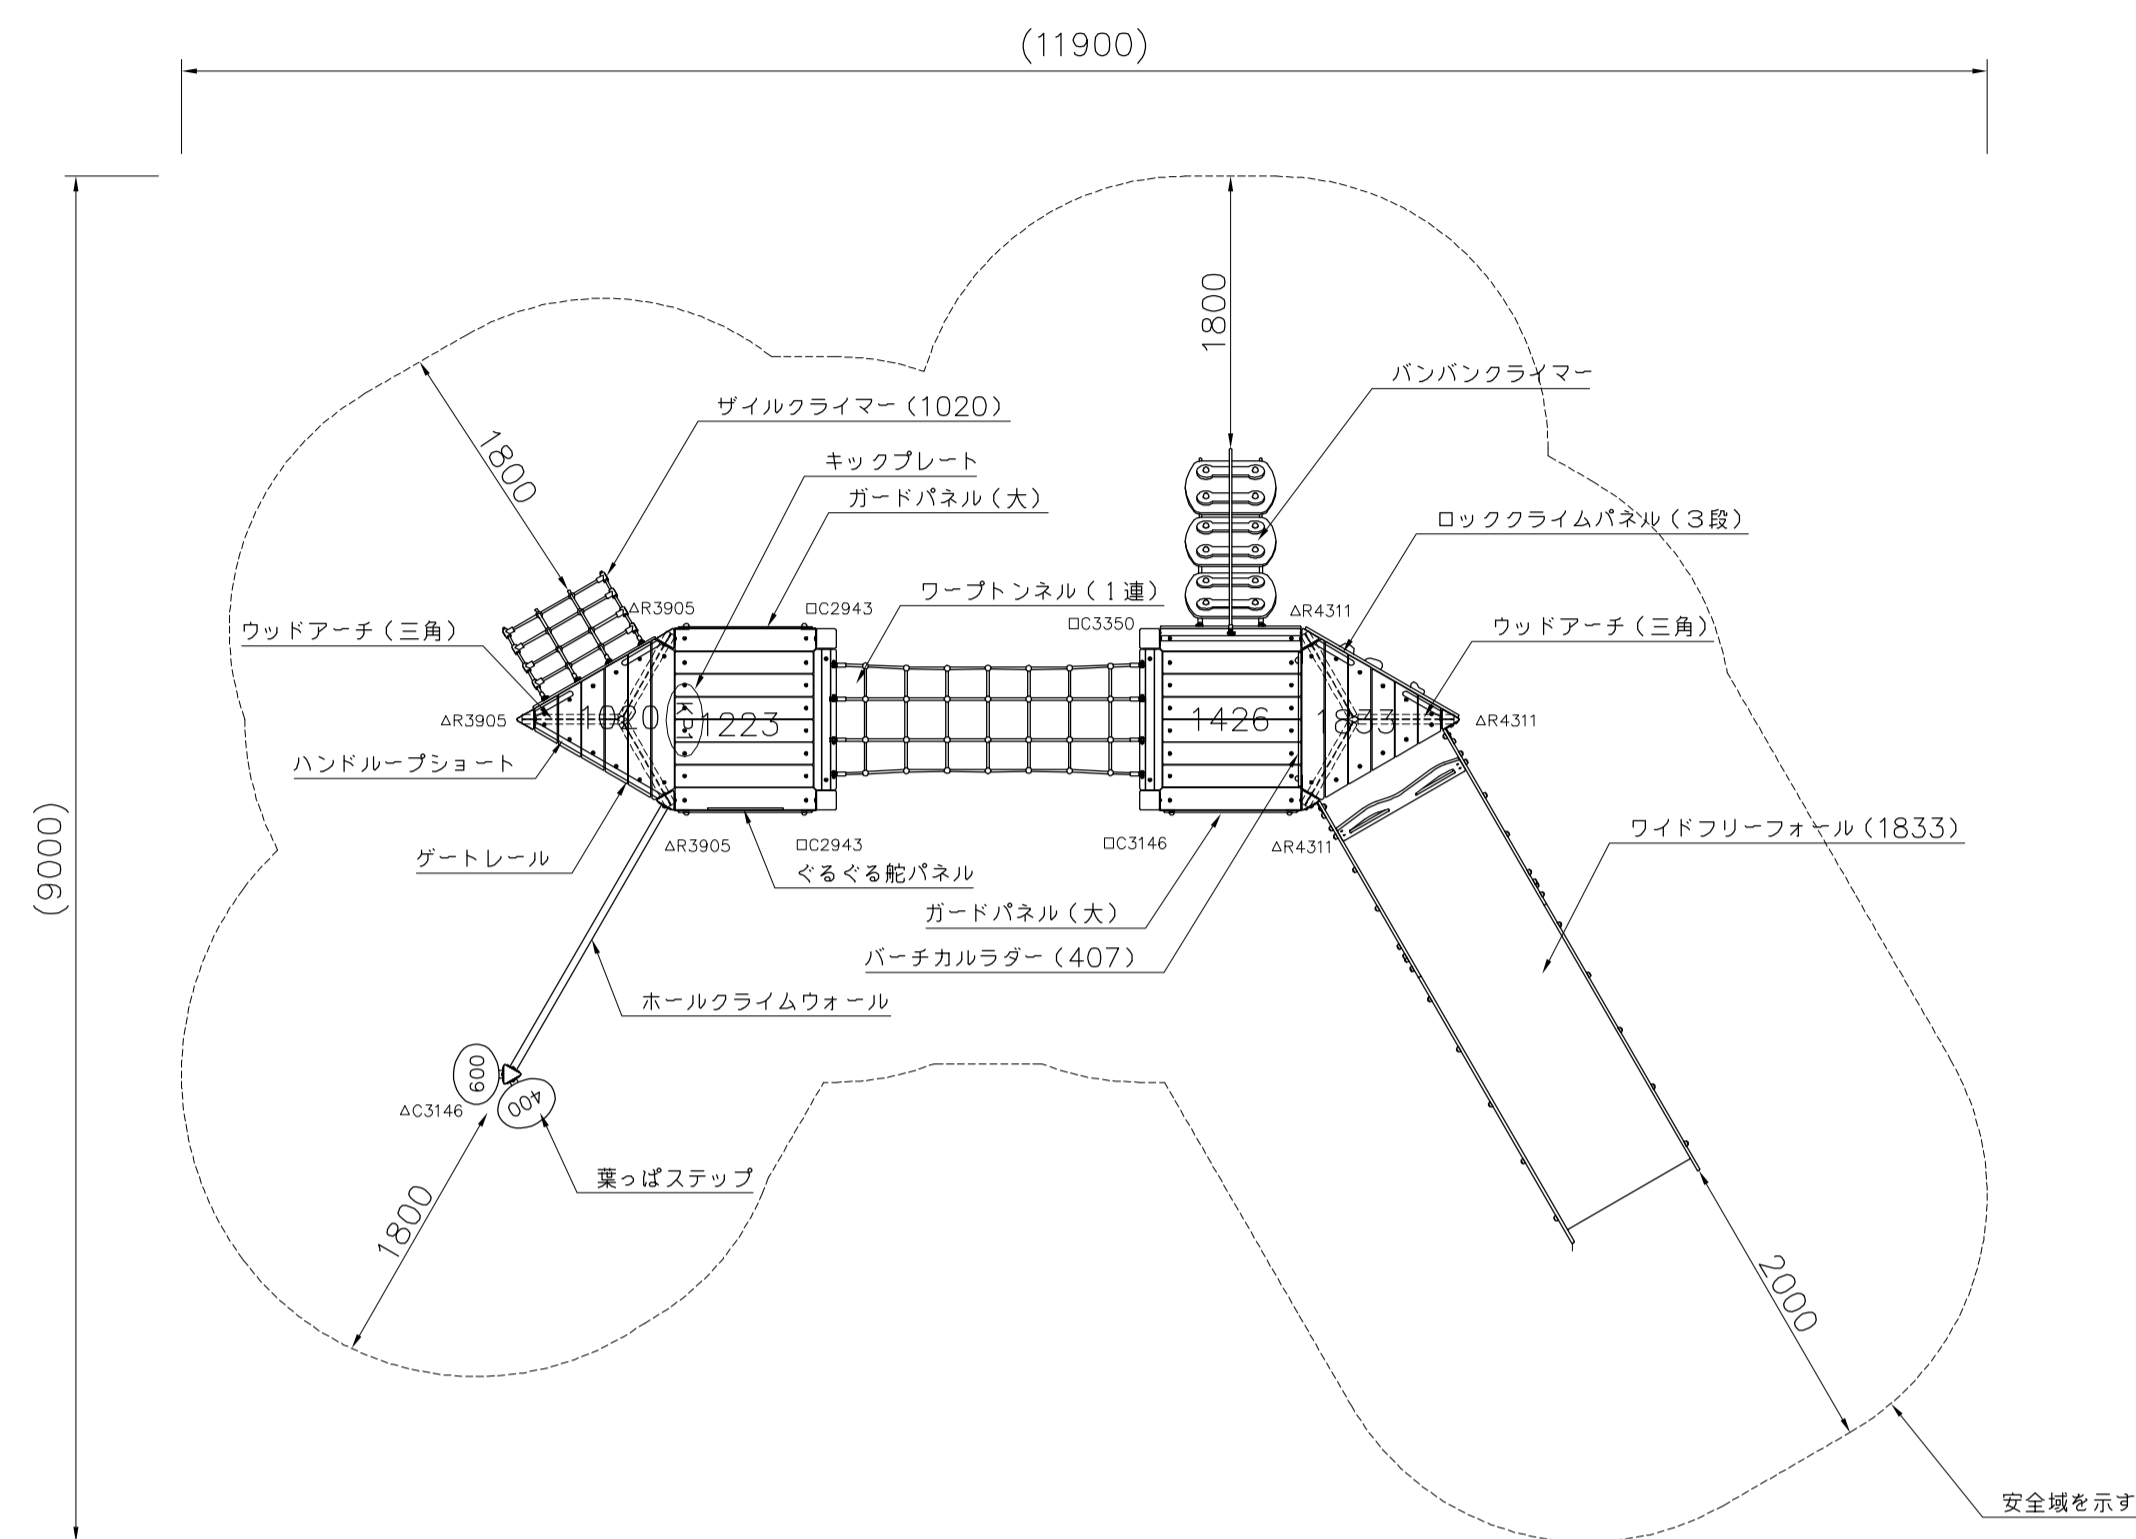 (11900)
1800
バンバンクライマー
ザイルクライマー(1020)
1800
キックプレート
ガードパネル(大)
ロッククライムパネル(3段)
ワープトンネル(1連)
△R3905
□C2943
□C3350
△R4311
ウッドアーチ(三角)
ウッドアーチ(三角)
△R3905
1020
KP1
1223
1426
1833
△R4311
ハンドループショート
(9000)
ゲートレール
△R3905
□C2943
□C3146
△R4311
ワイドフリーフォール(1833)
ぐるぐる舵パネル
ガードパネル(大)
バーチカルラダー(407)
ホールクライムウォール
600
400
△C3146
葉っぱステップ
1800
2000
安全域を示す